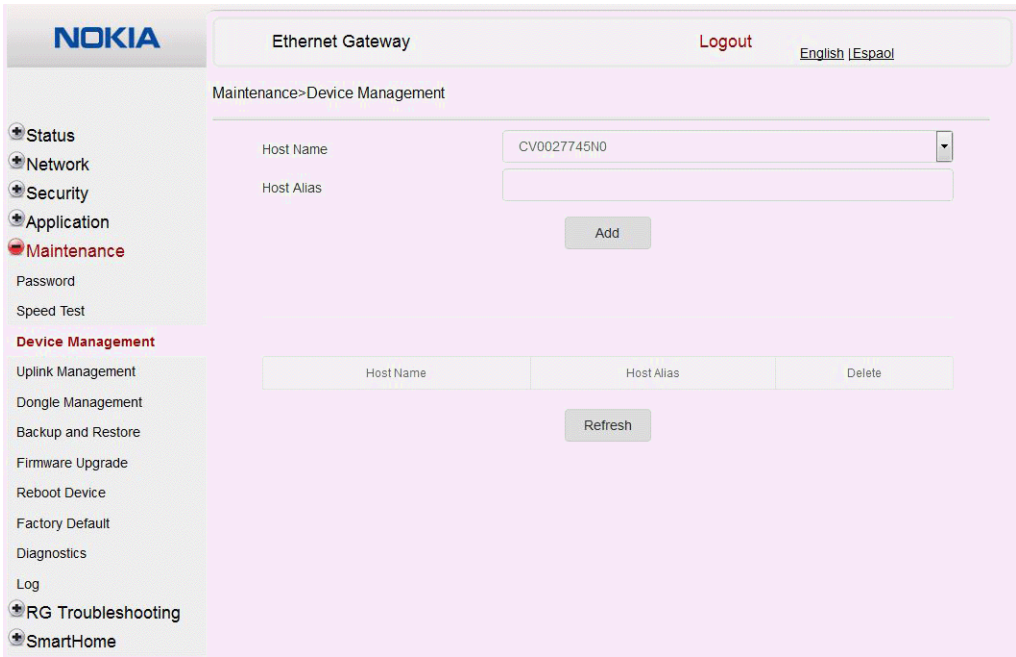 NOKIA
Ethernet Gateway
Logout
English |Espaol
Maintenance>Device Management
Status
Network
Security
Application
Maintenance
Password
Speed Test
Device Management
Uplink Management
Dongle Management
Backup and Restore
Firmware Upgrade
Reboot Device
Factory Default
Diagnostics
Log
RG Troubleshooting
SmartHome
Host Name CV0027745N0
Host Alias
Add
Host Name Host Alias Delete
Refresh